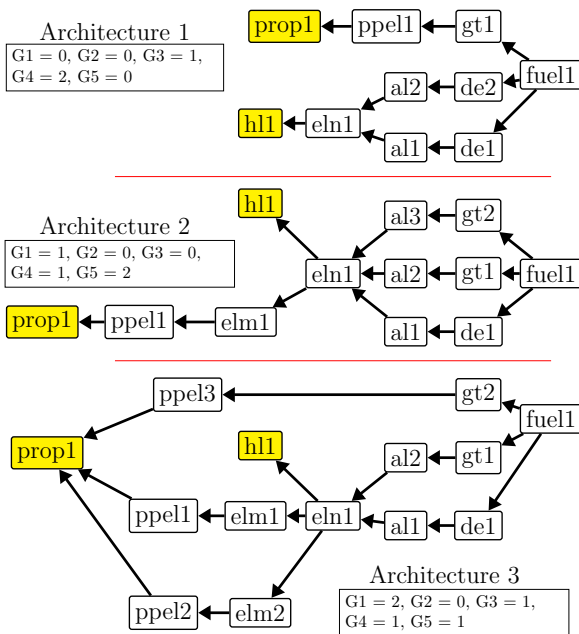 Architecture 1
G1 = 0, G2 = 0, G3 = 1,
G4 = 2, G5 = 0
prop1 ppel1 gt1
fuel1
al2 de2
hl1 eln1
al1 de1
Architecture 2
G1 = 1, G2 = 0, G3 = 0,
G4 = 1, G5 = 2
hl1 al3 gt2
eln1 al2 gt1 fuel1
prop1 ppel1 elm1 al1 de1
ppel3 gt2
fuel1
prop1 hl1 al2 gt1
ppel1 elm1 eln1 al1 de1
ppel2 elm2
Architecture 3
G1 = 2, G2 = 0, G3 = 1,
G4 = 1, G5 = 1